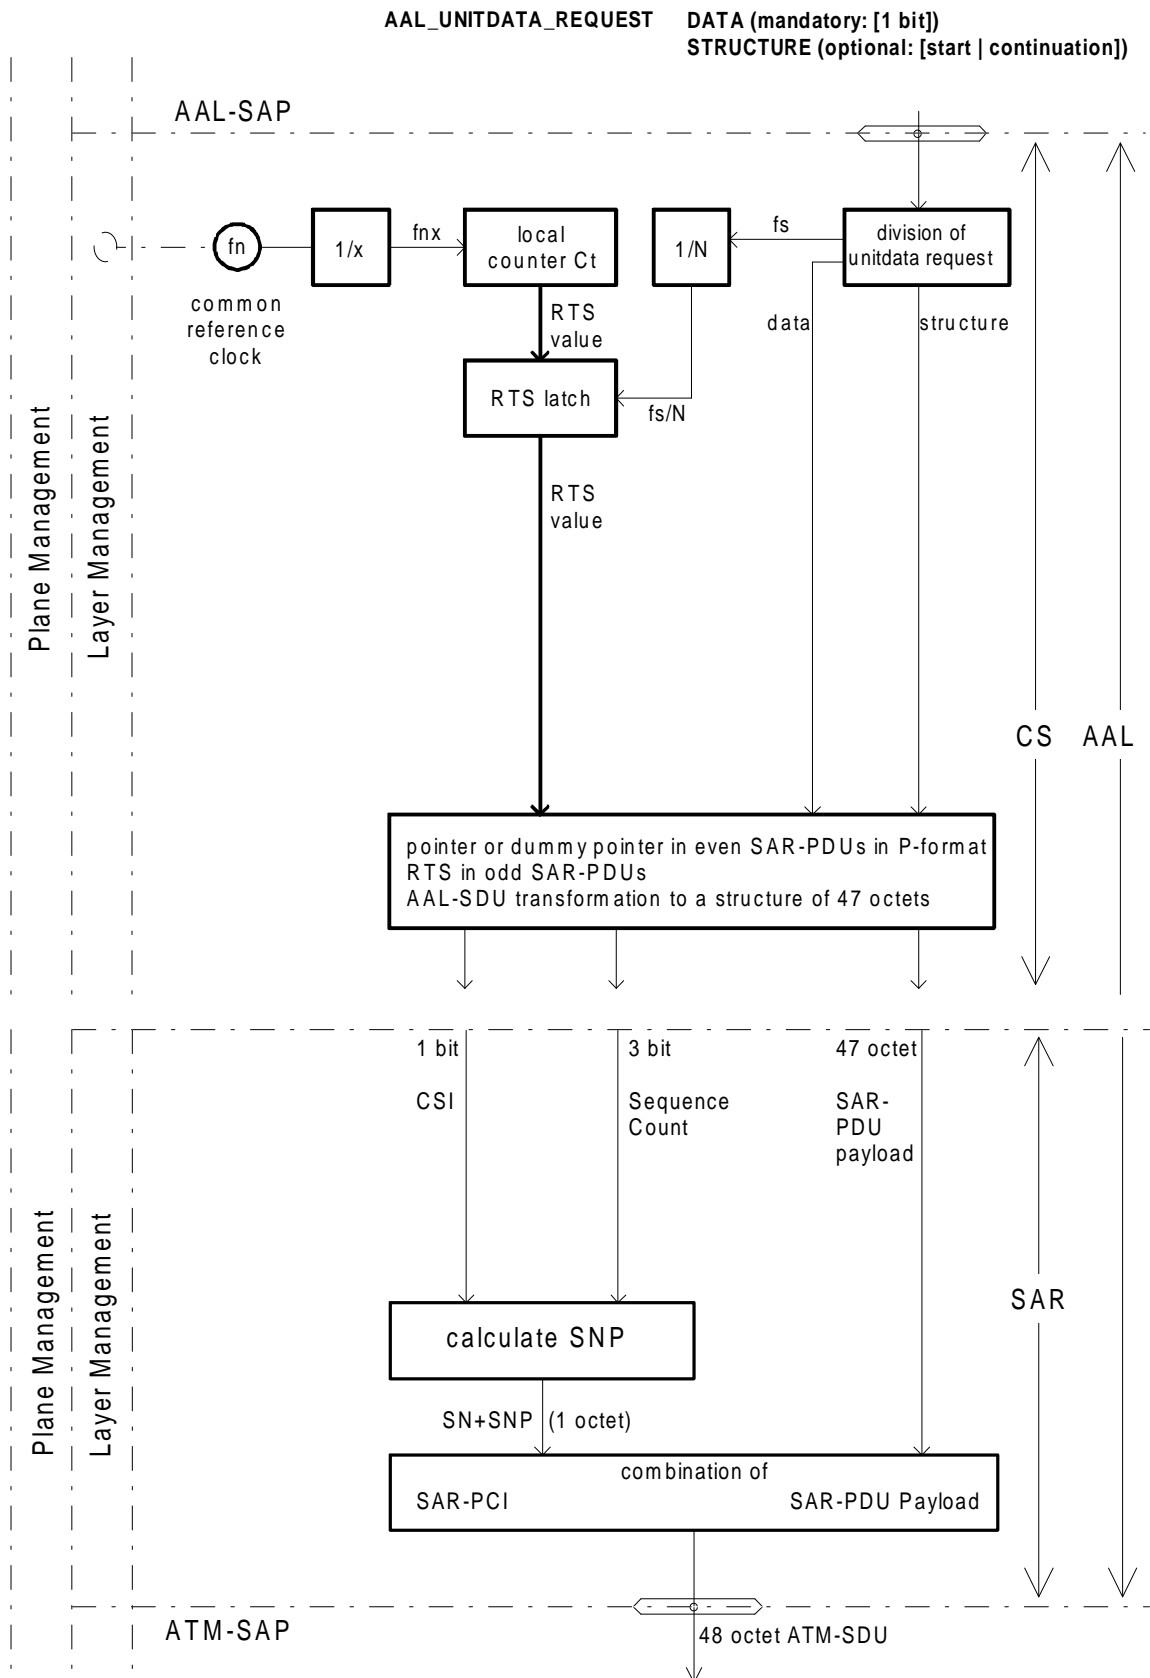 AAL_UNITDATA_REQUEST DATA (mandatory: [1 bit])
STRUCTURE (optional: [start | continuation])
AAL-SAP
fn
1/x
fnx
local
counter Ct
1/N
fs
division of
unitdata request
common
reference
clock
RTS
value
data
structure
RTS latch
fs/N
RTS
value
Plane Management
Layer Management
CS
AAL
pointer or dummy pointer in even SAR-PDUs in P-format
RTS in odd SAR-PDUs
AAL-SDU transformation to a structure of 47 octets
1 bit
CSI
3 bit
Sequence
Count
47 octet
SAR-
PDU
payload
Plane Management
Layer Management
SAR
calculate SNP
SN+SNP (1 octet)
combination of
SAR-PCI SAR-PDU Payload
ATM-SAP
48 octet ATM-SDU